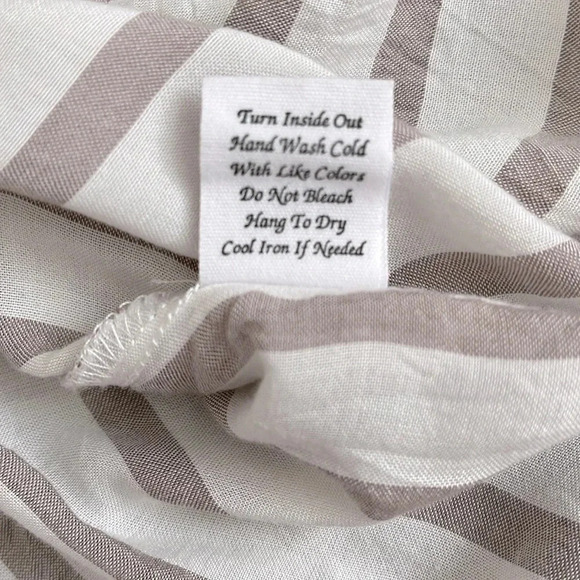 Turn Inside Out
Hand Wash Cold
With Like Colors
Do Not Bleach
Hang To Dry
Cool Iron If Needed